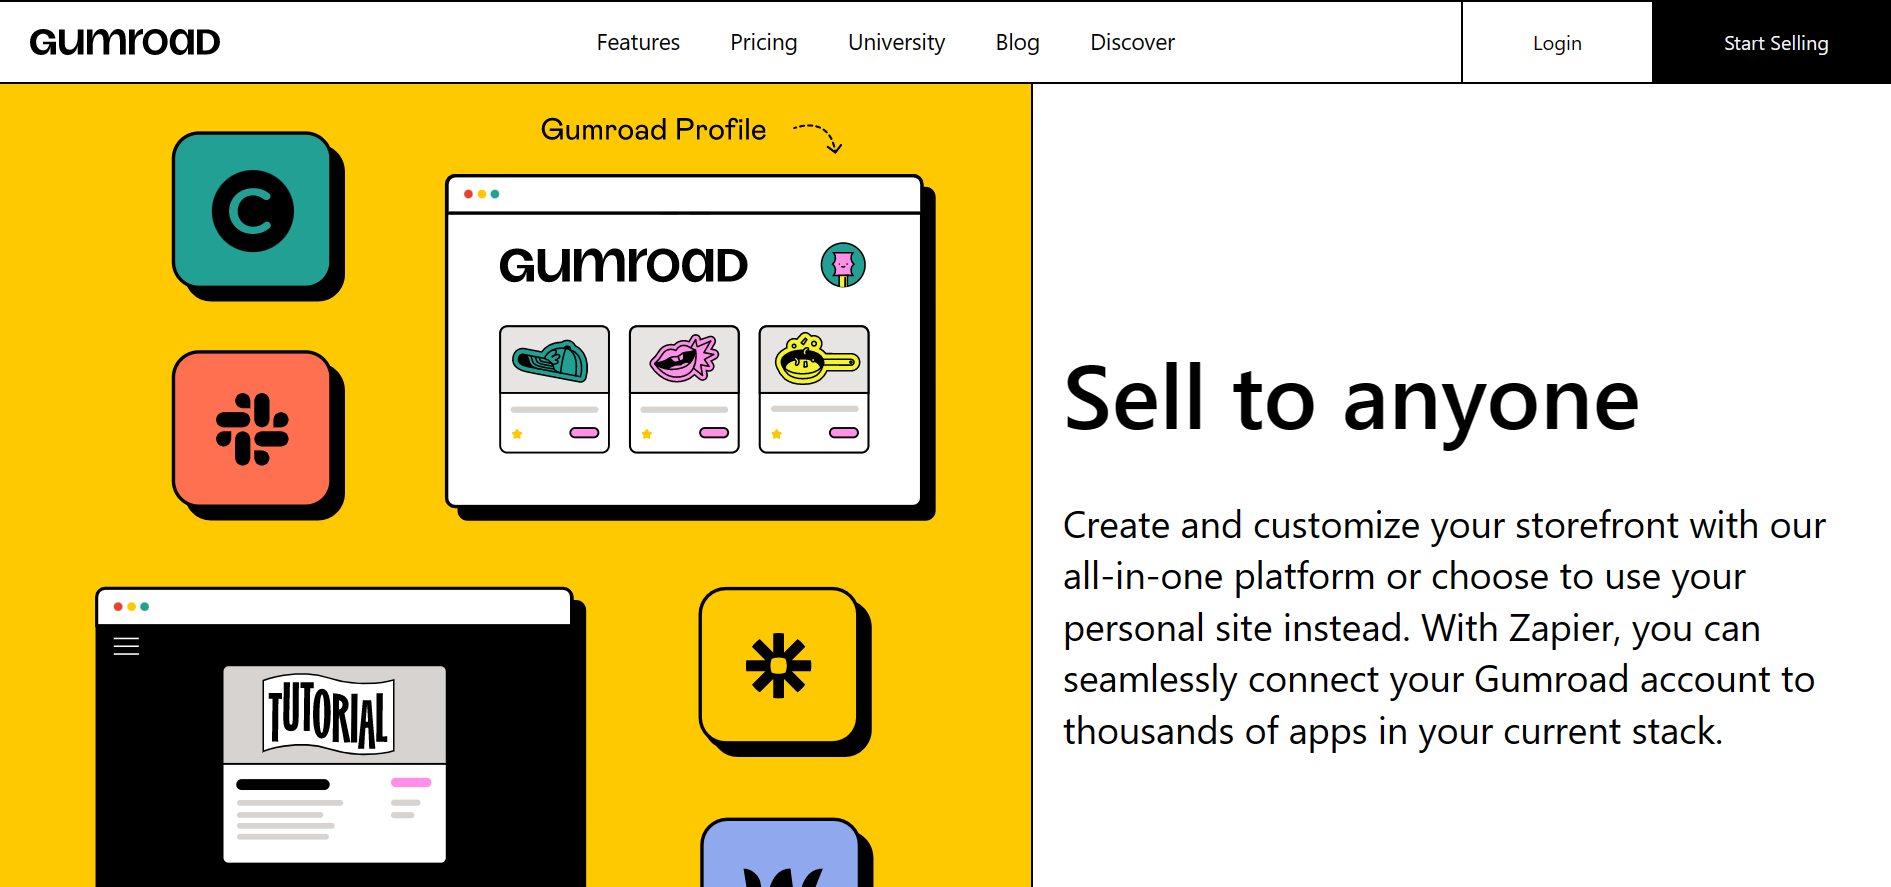 GUMROAD
Features Pricing University Blog Discover
Login
Start Selling
Gumroad Profile
GUMROAD
TUTORIAL
Sell to anyone
Create and customize your storefront with our
all-in-one platform or choose to use your
personal site instead. With Zapier, you can
seamlessly connect your Gumroad account to
thousands of apps in your current stack.